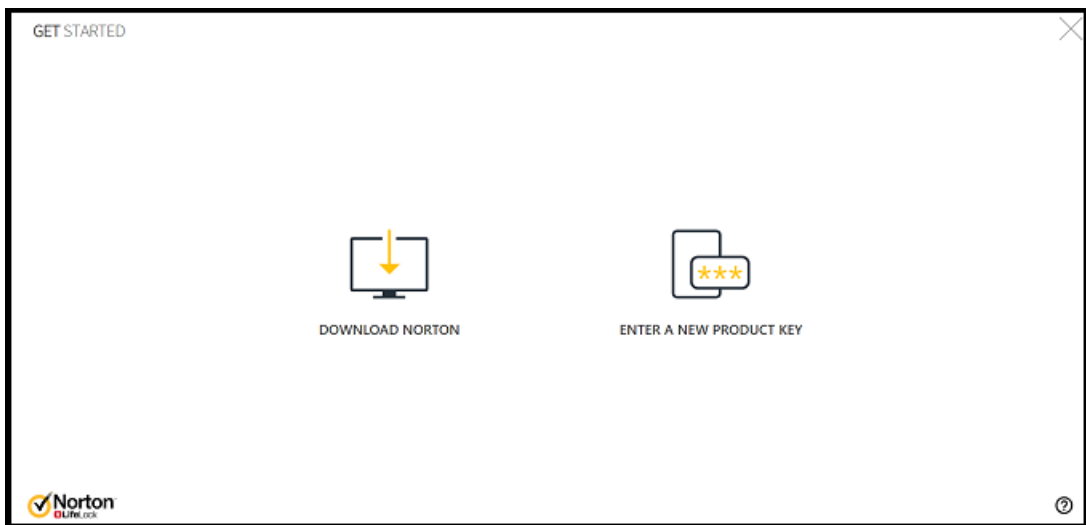 GET STARTED
***
DOWNLOAD NORTON
ENTER A NEW PRODUCT KEY
Norton
LifeLock
?